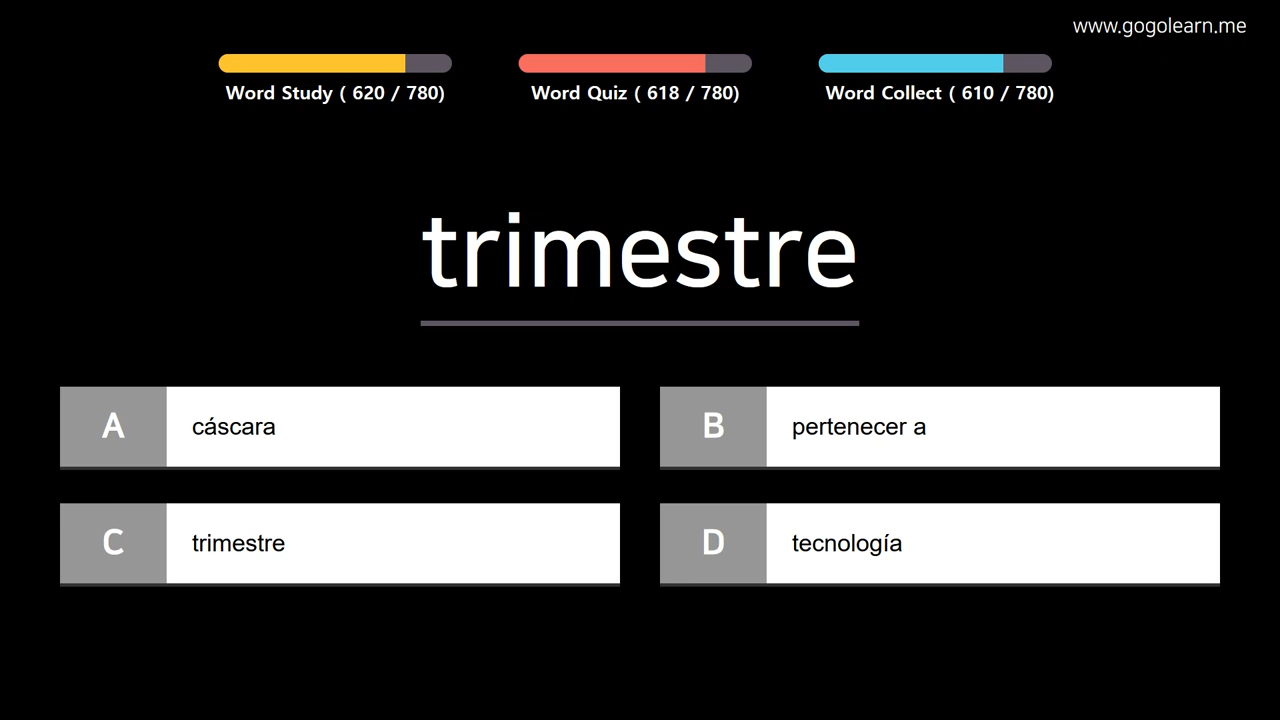 www.gogolearn.me
Word Study ( 620 / 780)
Word Quiz ( 618 / 780)
Word Collect ( 610 / 780)
trimestre
A
cáscara
B
pertenecer a
C
trimestre
D
tecnología